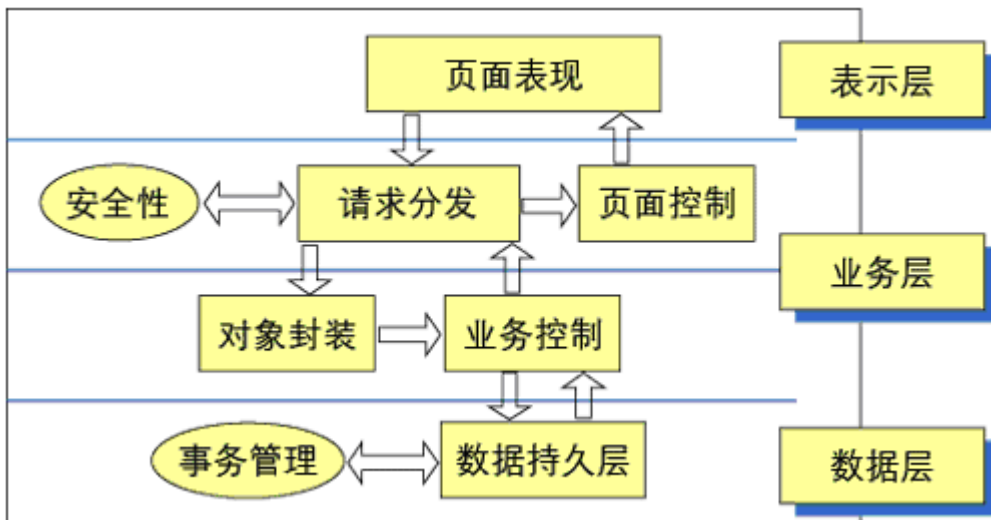 页面表现
表示层
安全性
请求分发
页面控制
业务层
对象封装
业务控制
事务管理
数据持久层
数据层